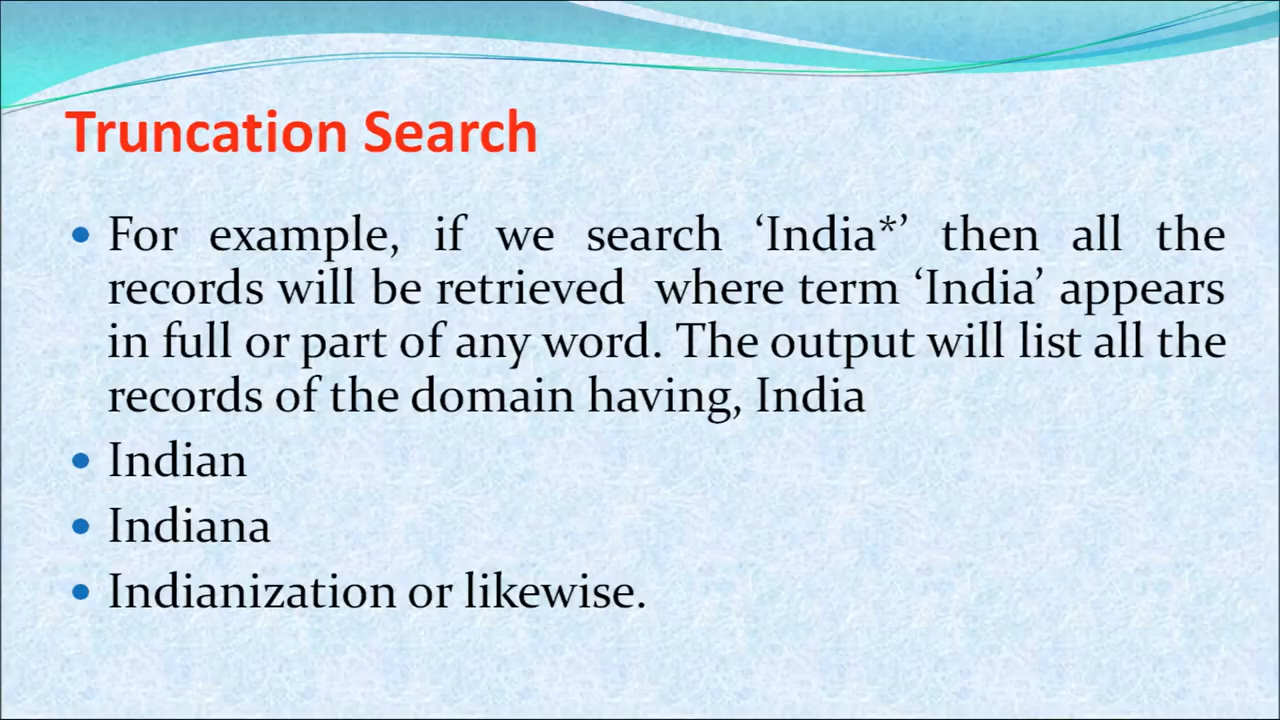 Truncation Search
• For example, if we search ‘India*’ then all the
records will be retrieved where term ‘India’ appears
in full or part of any word. The output will list all the
records of the domain having, India
• Indian
• Indiana
• Indianization or likewise.